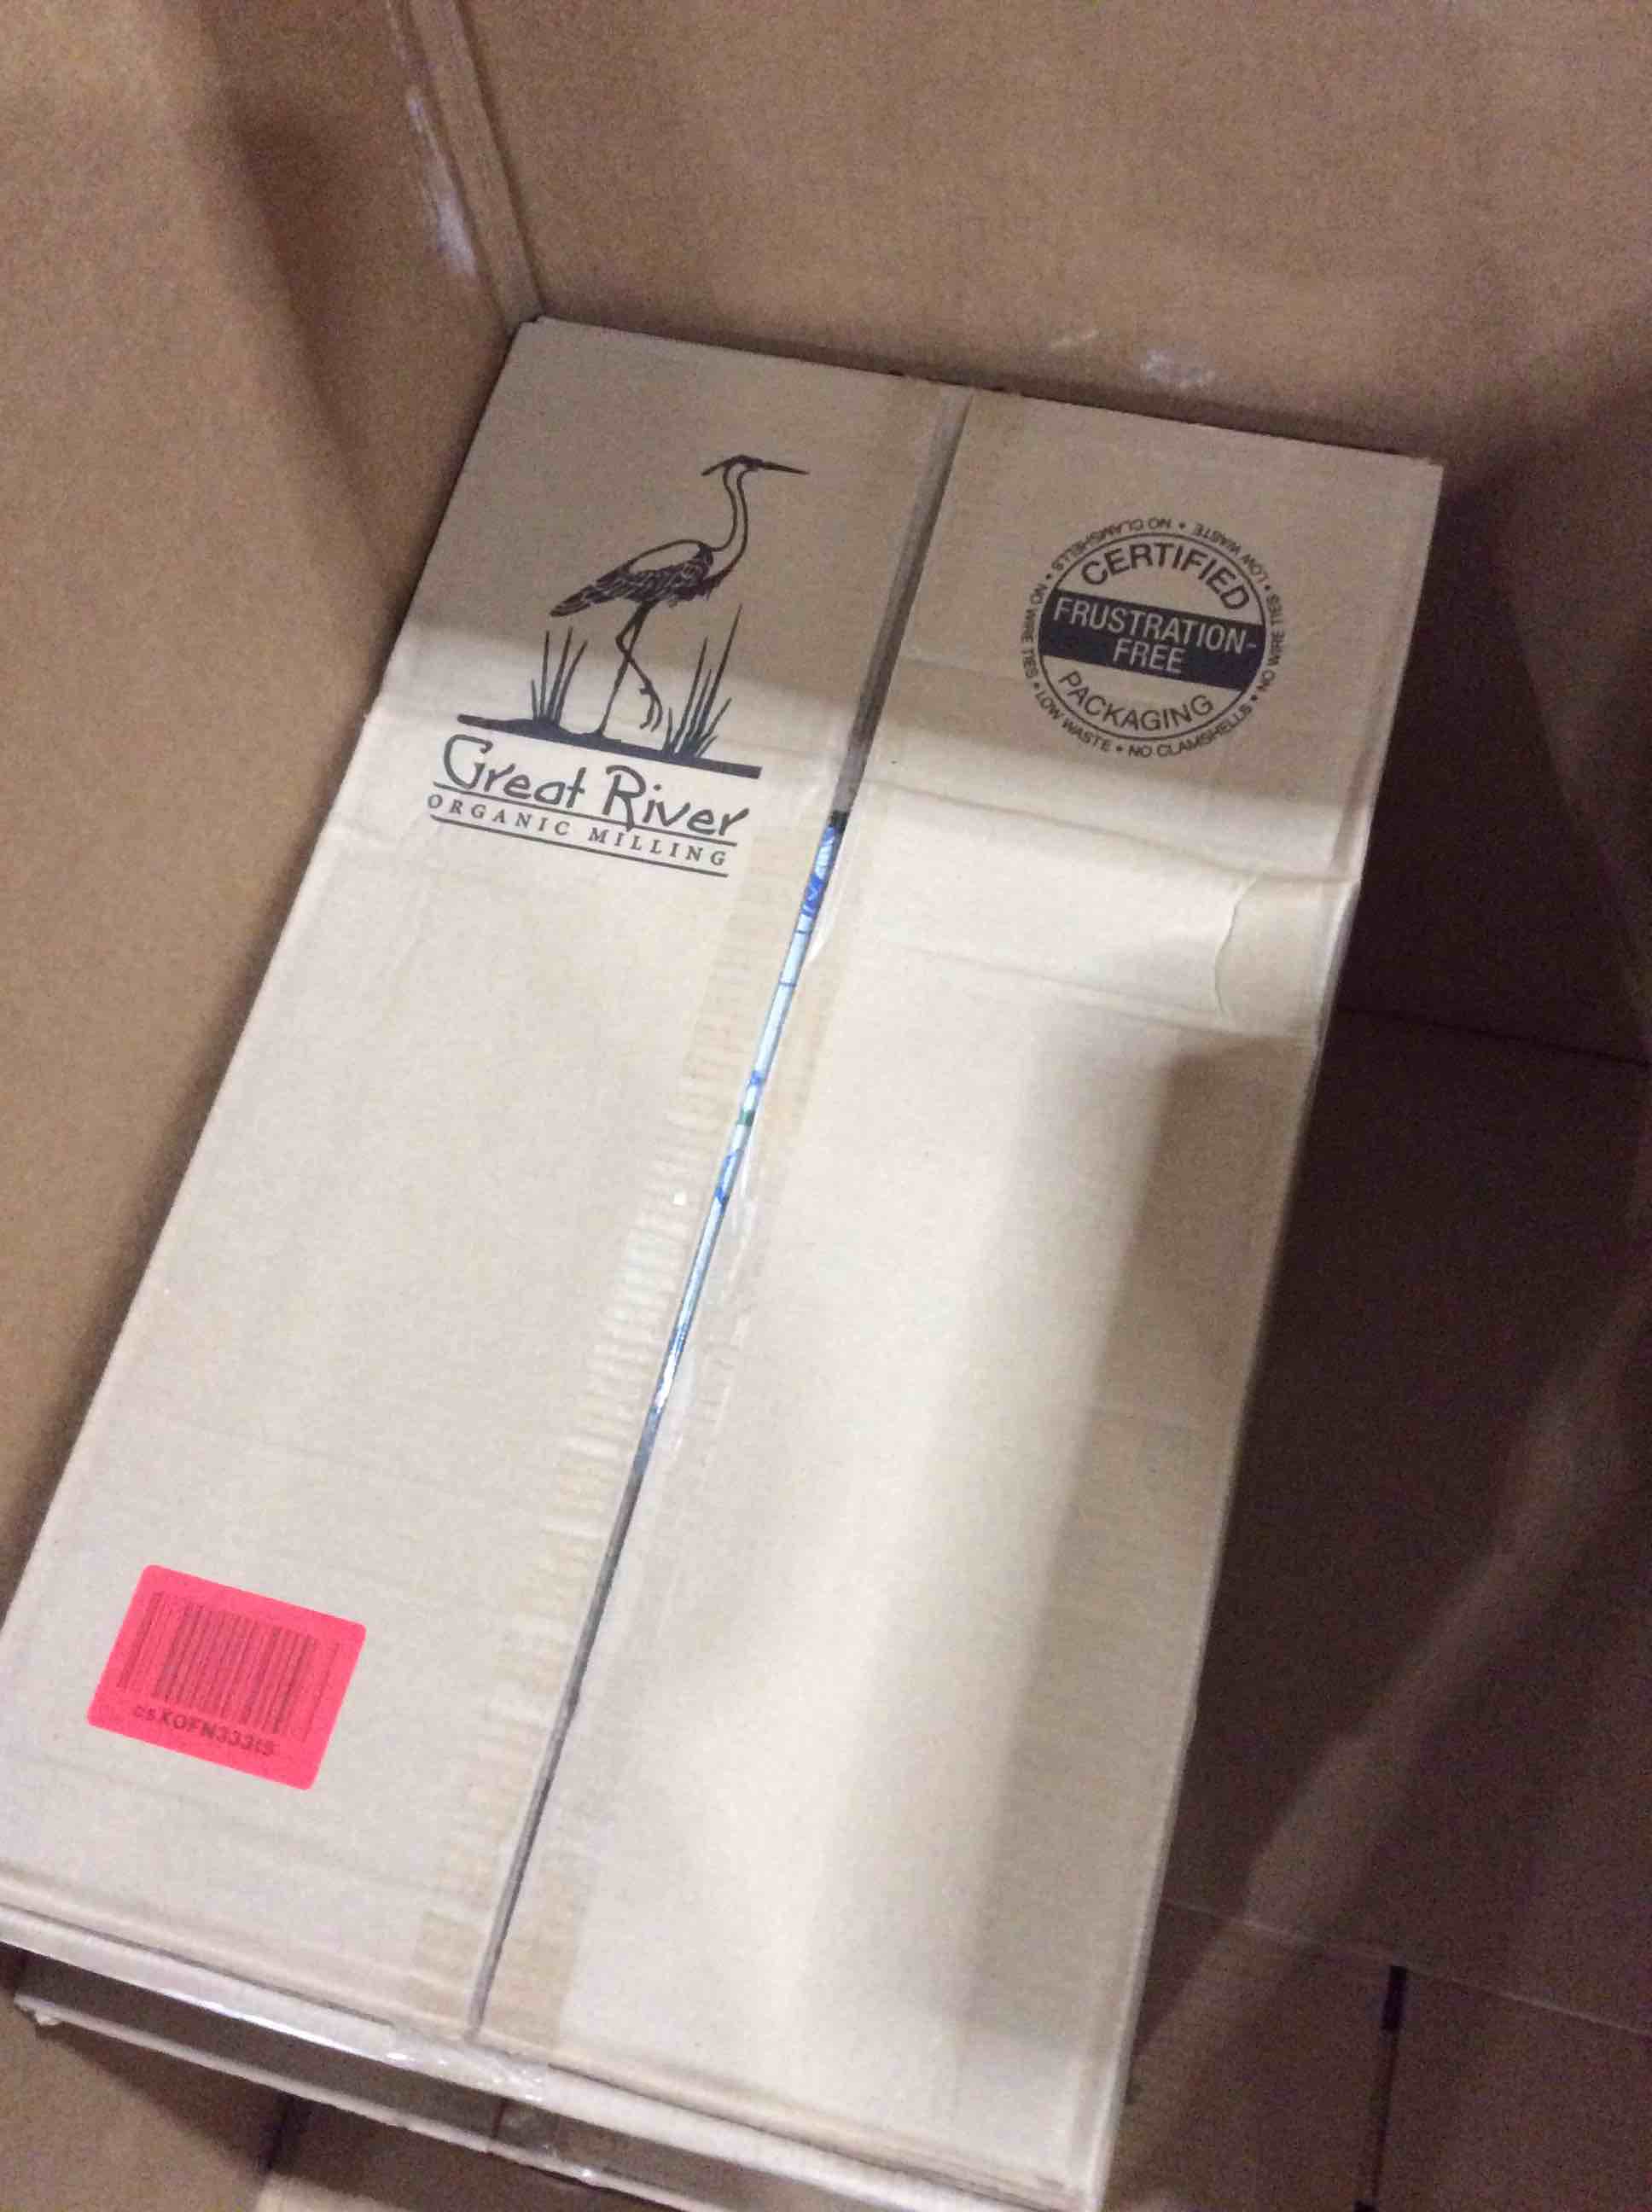 Great River
ORGANIC MILLING
NO CLAMSHELLS • LOW WASTE • NO WIRE TIES • NO CLAMSHELLS • LOW WASTE • NO WIRE TIES •
CERTIFIED
FRUSTRATION-
FREE
PACKAGING